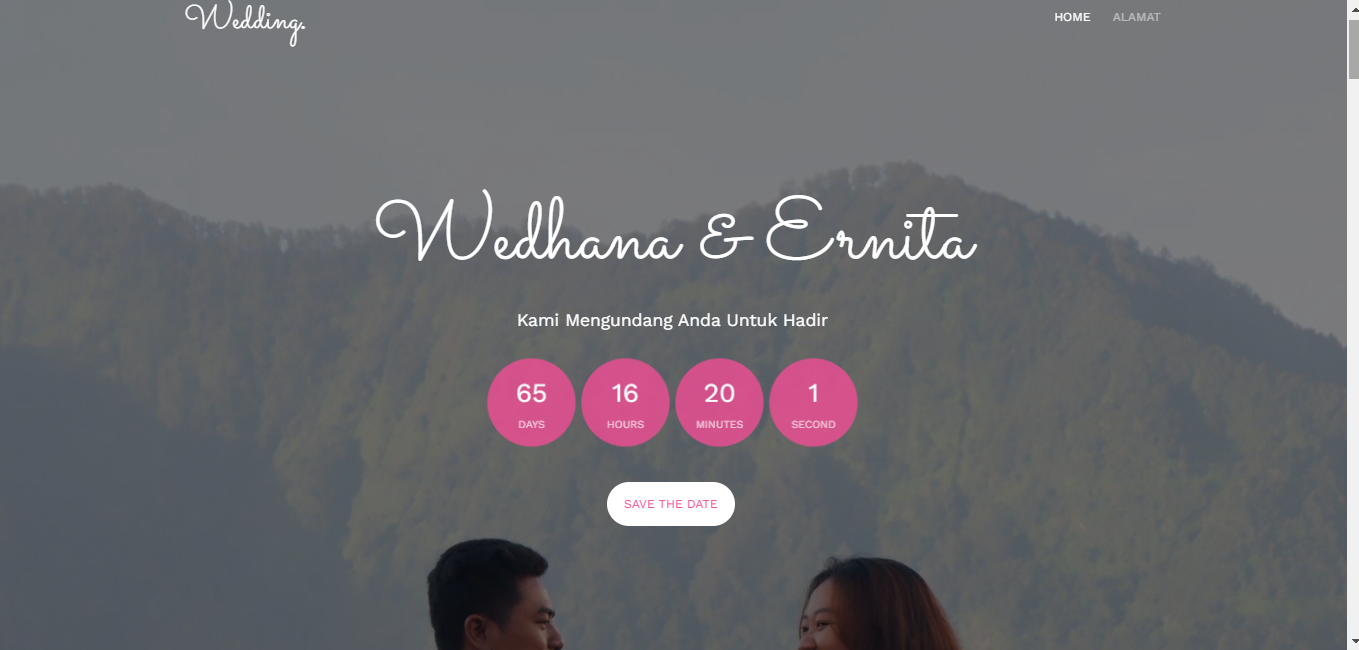 Wedding.
HOME ALAMAT
Wedhana & Ernita
Kami Mengundang Anda Untuk Hadir
65 16 20 1
DAYS HOURS MINUTES SECOND
SAVE THE DATE